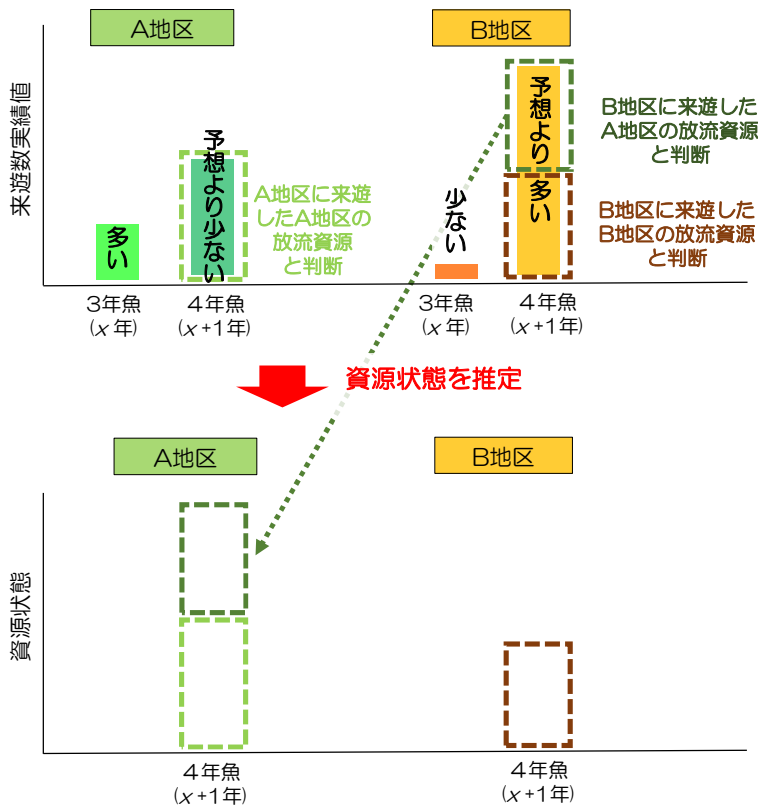 A地区
B地区
来遊数実績値
多い
予想より少ない
A地区に来遊
したA地区の
放流資源
と判断
少ない
予想より多い
B地区に来遊した
A地区の放流資源
と判断
B地区に来遊した
B地区の放流資源
と判断
3年魚
(x 年)
4年魚
(x+1年)
3年魚
(x 年)
4年魚
(x+1年)
資源状態を推定
A地区
B地区
資源状態
4年魚
(x+1年)
4年魚
(x+1年)